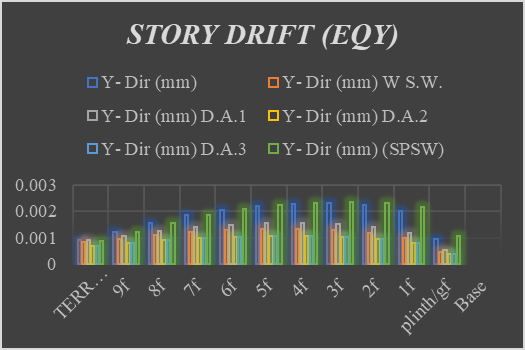 STORY DRIFT (EQY)
Y- Dir (mm) Y- Dir (mm) W S.W.
Y- Dir (mm) D.A.1 Y- Dir (mm) D.A.2
Y- Dir (mm) D.A.3 Y- Dir (mm) (SPSW)
0.003
0.002
0.001
0
TERR… 9f 8f 7f 6f 5f 4f 3f 2f 1f plinth/gf Base